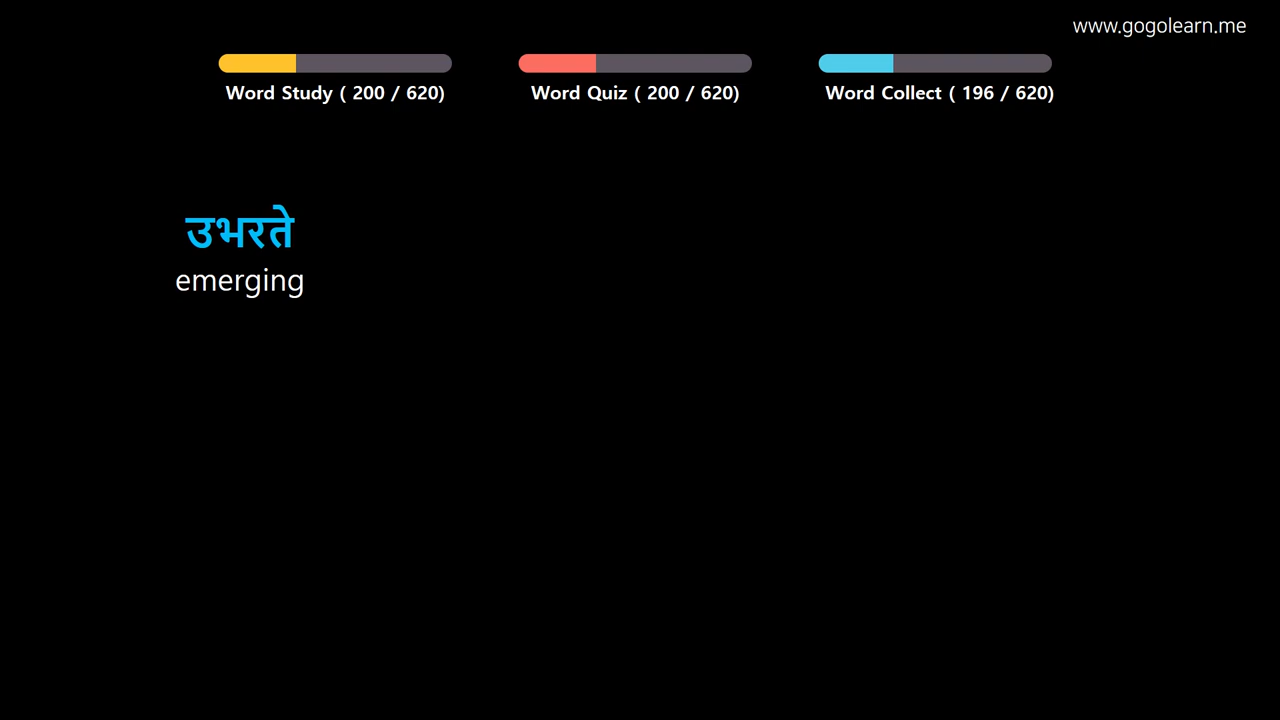 www.gogolearn.me
Word Study ( 200 / 620)
Word Quiz ( 200 / 620)
Word Collect ( 196 / 620)
उभरते
emerging